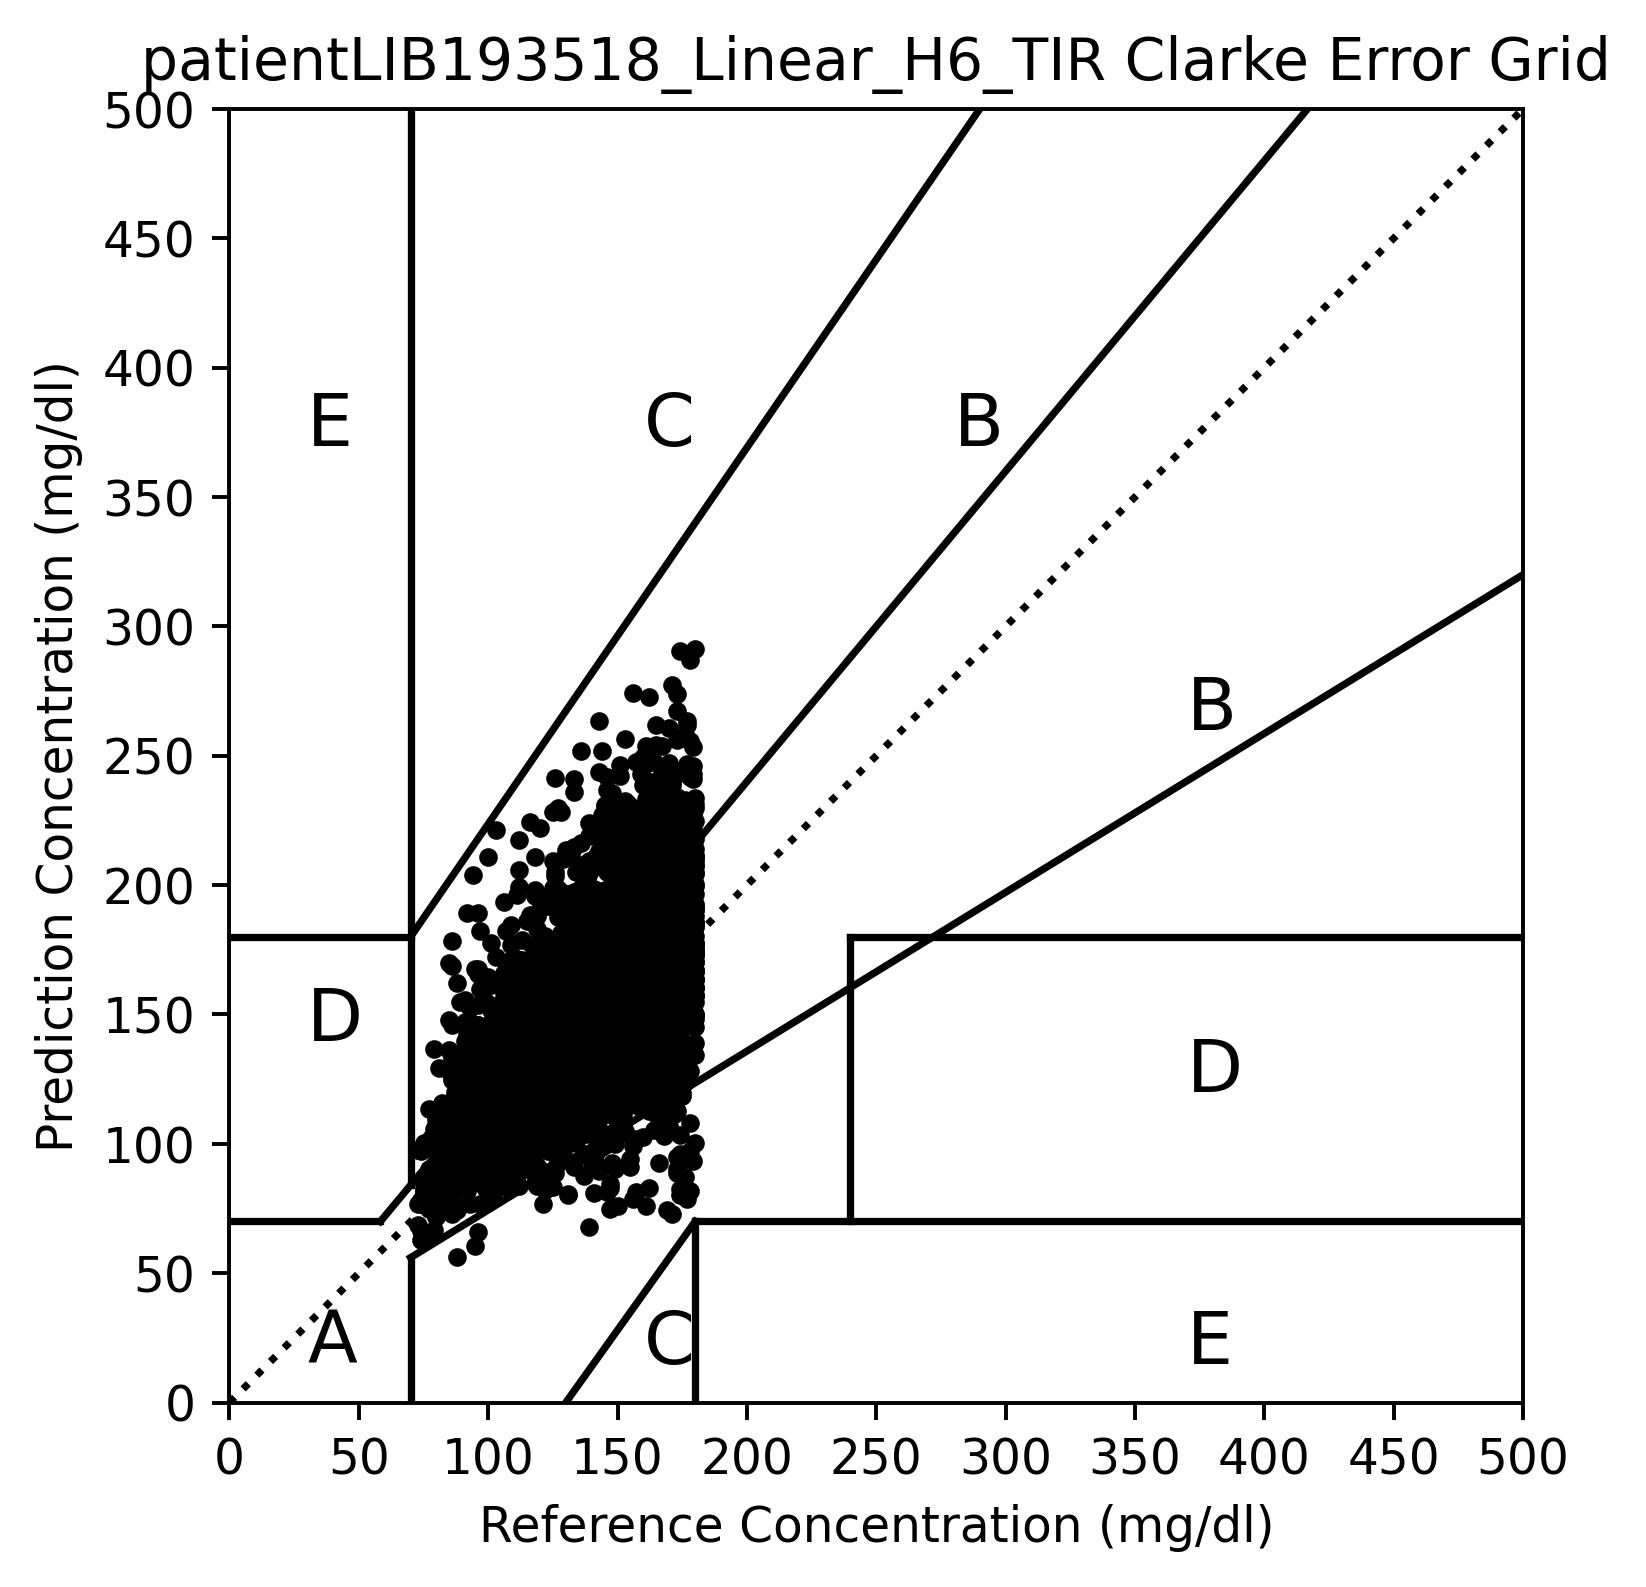 patientLIB193518_Linear_H6_TIR Clarke Error Grid
500
450
400
350
300
250
200
150
100
50
0
Prediction Concentration (mg/dl)
E
C
B
B
D
D
A
C
E
0 50 100 150 200 250 300 350 400 450 500
Reference Concentration (mg/dl)